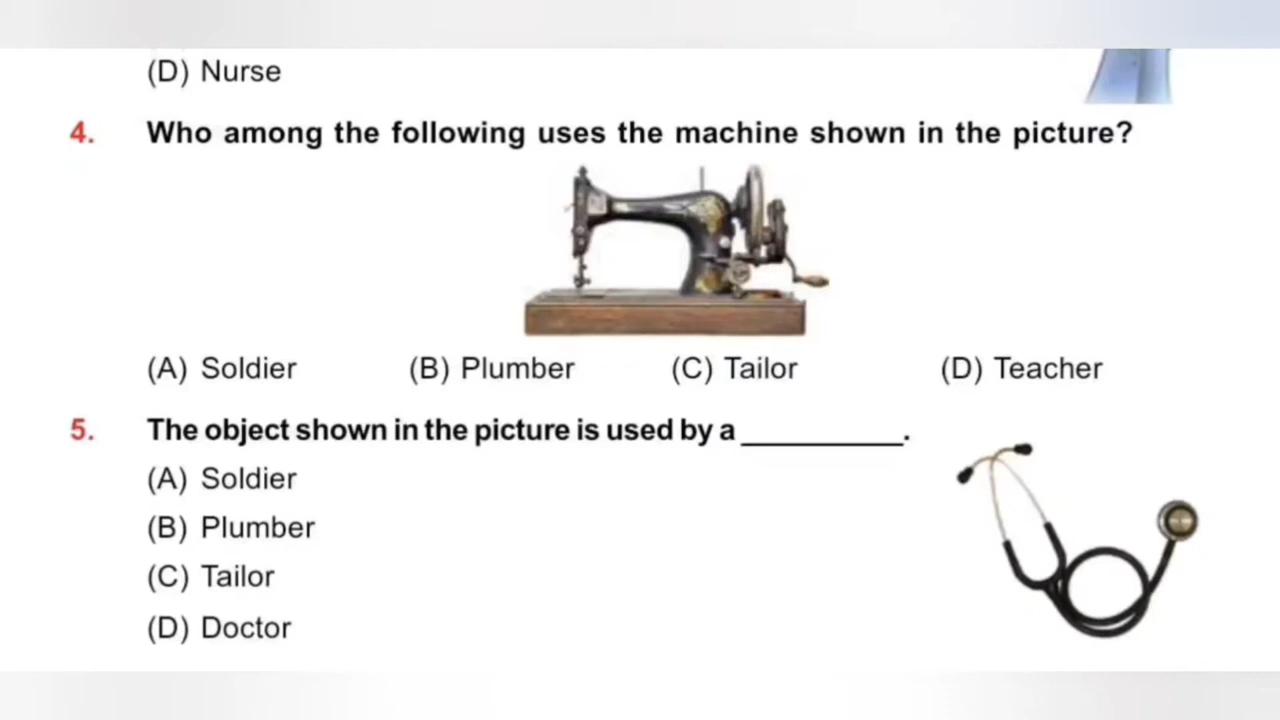 (D) Nurse
4. Who among the following uses the machine shown in the picture?
(A) Soldier (B) Plumber (C) Tailor (D) Teacher
5. The object shown in the picture is used by a __________.
(A) Soldier
(B) Plumber
(C) Tailor
(D) Doctor